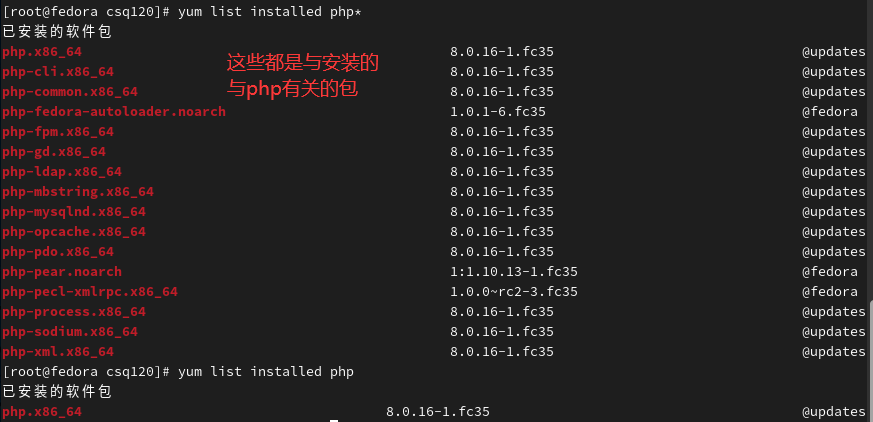 [root@fedora csq120]# yum list installed php*
已安装的软件包
php.x86_64 8.0.16-1.fc35 @updates
php-cli.x86_64 8.0.16-1.fc35 @updates
php-common.x86_64 8.0.16-1.fc35 @updates
php-fedora-autoloader.noarch 1.0.1-6.fc35 @fedora
php-fpm.x86_64 8.0.16-1.fc35 @updates
php-gd.x86_64 8.0.16-1.fc35 @updates
php-ldap.x86_64 8.0.16-1.fc35 @updates
php-mbstring.x86_64 8.0.16-1.fc35 @updates
php-mysqlnd.x86_64 8.0.16-1.fc35 @updates
php-opcache.x86_64 8.0.16-1.fc35 @updates
php-pdo.x86_64 8.0.16-1.fc35 @updates
php-pear.noarch 1:1.10.13-1.fc35 @fedora
php-pecl-xmlrpc.x86_64 1.0.0~rc2-3.fc35 @fedora
php-process.x86_64 8.0.16-1.fc35 @updates
php-sodium.x86_64 8.0.16-1.fc35 @updates
php-xml.x86_64 8.0.16-1.fc35 @updates
[root@fedora csq120]# yum list installed php
已安装的软件包
php.x86_64 8.0.16-1.fc35 @updates
这些都是与安装的
与php有关的包